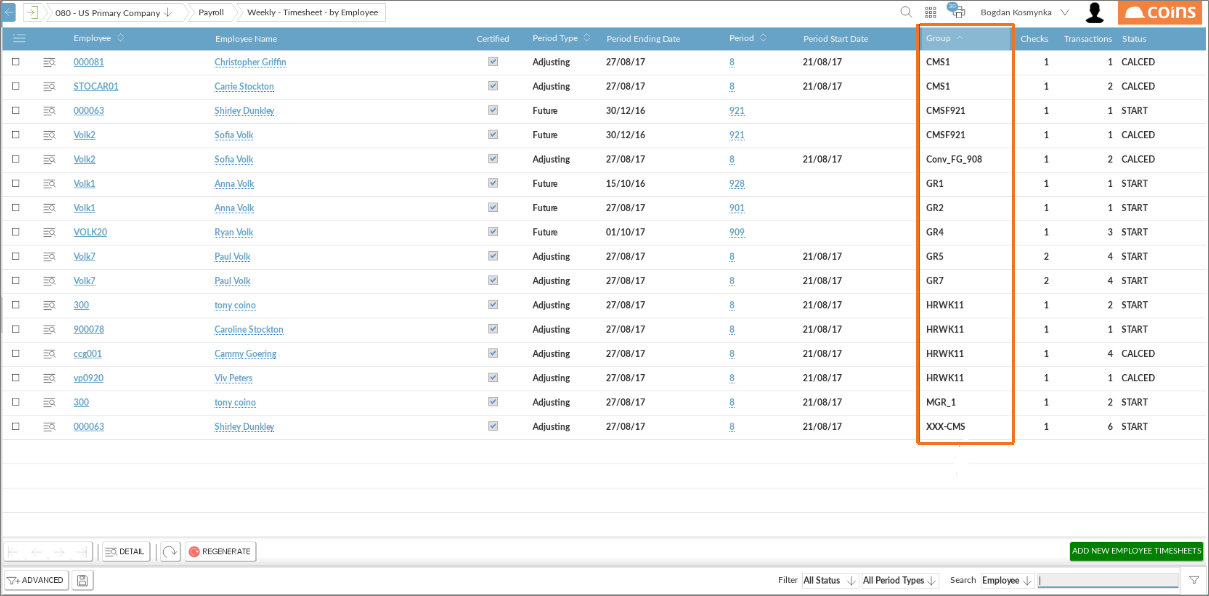 080 - US Primary Company Payroll Weekly - Timesheet - by Employee Bogdan Kosmynka coins
Employee Employee Name Certified Period Type Period Ending Date Period Period Start Date Group Checks Transactions Status
000081 Christopher Griffin Adjusting 27/08/17 8 21/08/17 CMS1 1 1 CALCED
STOCAR01 Carrie Stockton Adjusting 27/08/17 8 21/08/17 CMS1 1 2 CALCED
000063 Shirley Dunkley Future 30/12/16 921 CMSF921 1 1 START
Volk2 Sofia Volk Future 30/12/16 921 CMSF921 1 1 CALCED
Volk2 Sofia Volk Adjusting 27/08/17 8 21/08/17 Conv_FG_908 1 2 CALCED
Volk1 Anna Volk Future 15/10/16 928 GR1 1 1 START
Volk1 Anna Volk Future 27/08/17 901 GR2 1 1 START
VOLK20 Ryan Volk Future 01/10/17 909 GR4 1 3 START
Volk7 Paul Volk Adjusting 27/08/17 8 21/08/17 GR5 2 4 START
Volk7 Paul Volk Adjusting 27/08/17 8 21/08/17 GR7 2 4 START
300 tony coino Adjusting 27/08/17 8 21/08/17 HRWK11 1 2 START
900078 Caroline Stockton Adjusting 27/08/17 8 21/08/17 HRWK11 1 1 START
ccg001 Cammy Goering Adjusting 27/08/17 8 21/08/17 HRWK11 1 4 CALCED
vp0920 Viv Peters Adjusting 27/08/17 8 21/08/17 HRWK11 1 1 CALCED
300 tony coino Adjusting 27/08/17 8 21/08/17 MGR_1 1 2 START
000063 Shirley Dunkley Adjusting 27/08/17 8 21/08/17 XXX-CMS 1 6 START
DETAIL REGENERATE ADD NEW EMPLOYEE TIMESHEETS
ADVANCED Filter All Status All Period Types Search Employee